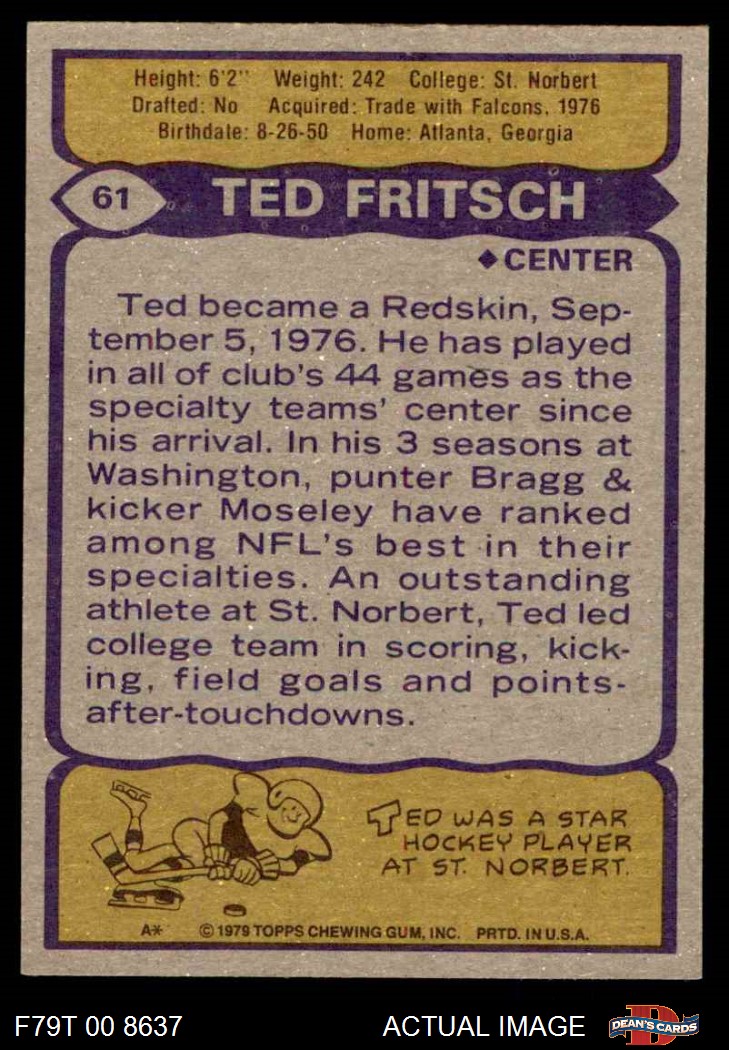 Height: 6'2" Weight: 242 College: St. Norbert
Drafted: No Acquired: Trade with Falcons, 1976
Birthdate: 8-26-50 Home: Atlanta, Georgia
61 TED FRITSCH
◆CENTER
Ted became a Redskin, Sep-
tember 5, 1976. He has played
in all of club's 44 games as the
specialty teams' center since
his arrival. In his 3 seasons at
Washington, punter Bragg &
kicker Moseley have ranked
among NFL's best in their
specialties. An outstanding
athlete at St. Norbert, Ted led
college team in scoring, kick-
ing, field goals and points-
after-touchdowns.
TED WAS A STAR
HOCKEY PLAYER
AT ST. NORBERT.
A* ©1979 TOPPS CHEWING GUM, INC. PRTD. IN U.S.A.
F79T 00 8637 ACTUAL IMAGE D DEAN'S CARDS